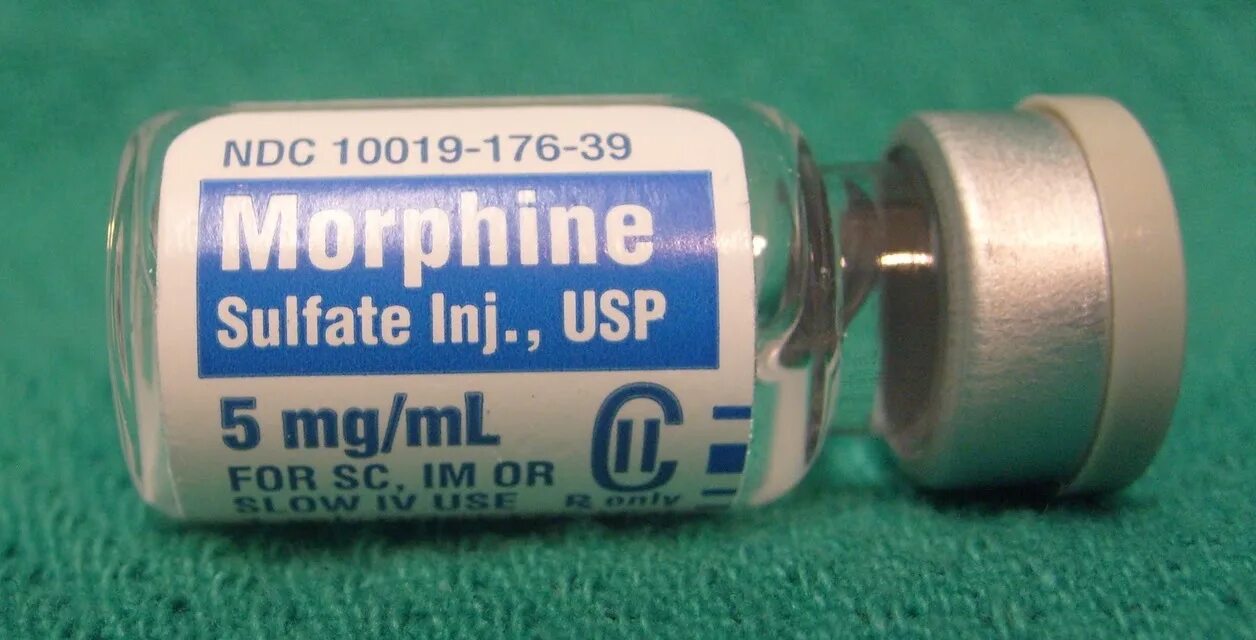 NDC 10019-176-39
Morphine
Sulfate Inj., USP
5 mg/mL
CII
FOR SC, IM OR
SLOW IV USE
Rx only